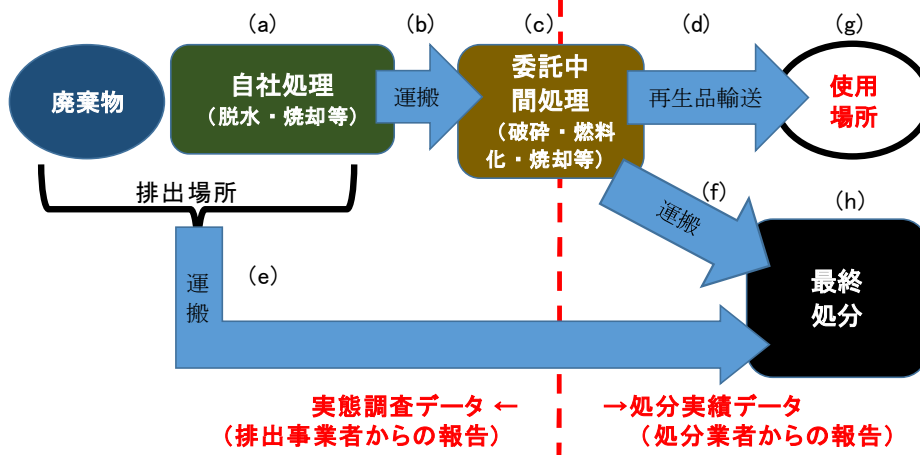 (a)
(b)
(c)
(d)
(g)
廃棄物
自社処理
（脱水・焼却等）
運搬
委託中
間処理
（破砕・燃料
化・焼却等）
再生品輸送
使用
場所
排出場所
運搬
(f)
(h)
運
搬
(e)
最終
処分
実態調査データ ←
（排出事業者からの報告）
→処分実績データ
（処分業者からの報告）